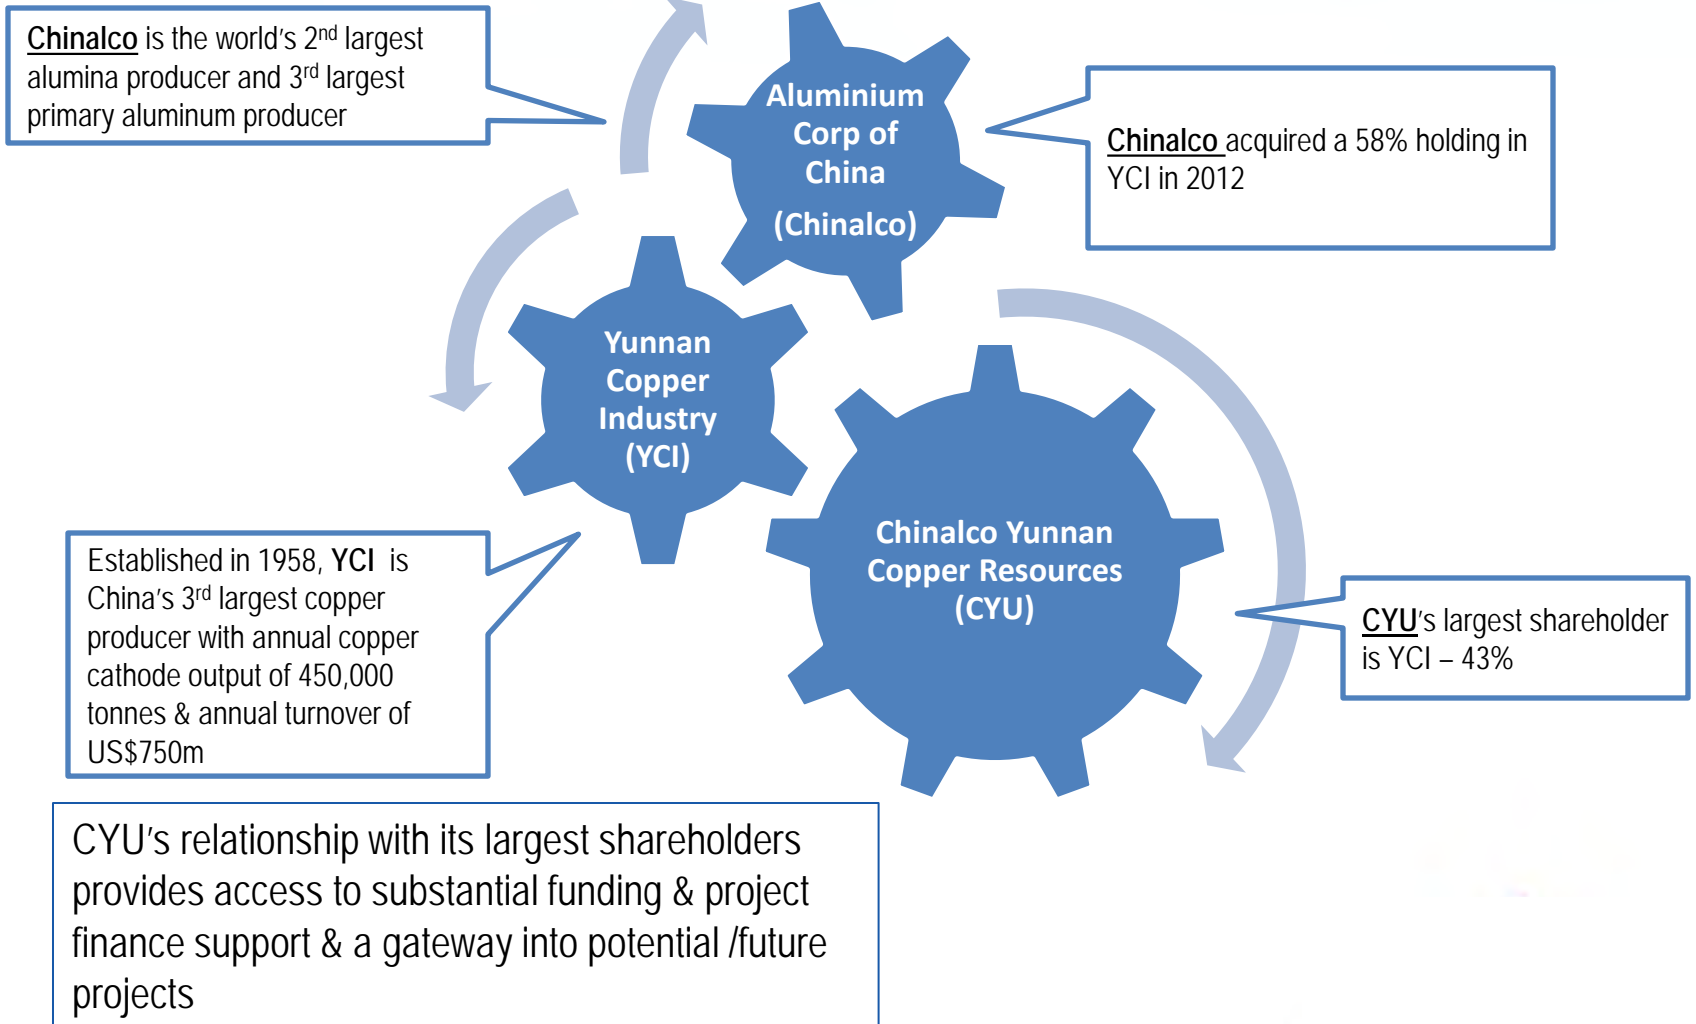 Chinalco is the world's 2nd largest
alumina producer and 3rd largest
primary aluminum producer
Aluminium
Corp of
China
(Chinalco)
Chinalco acquired a 58% holding in
YCI in 2012
Yunnan
Copper
Industry
(YCI)
Chinalco Yunnan
Copper Resources
(CYU)
Established in 1958, YCI is
China's 3rd largest copper
producer with annual copper
cathode output of 450,000
tonnes & annual turnover of
US$750m
CYU's largest shareholder
is YCI – 43%
CYU's relationship with its largest shareholders
provides access to substantial funding & project
finance support & a gateway into potential /future
projects